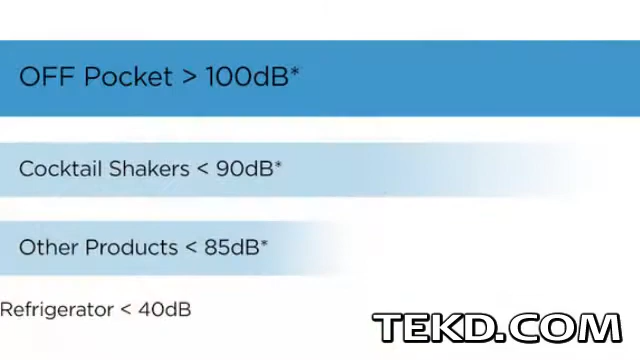 OFF Pocket > 100dB*
Cocktail Shakers < 90dB*
Other Products < 85dB*
Refrigerator < 40dB
TEKD.COM